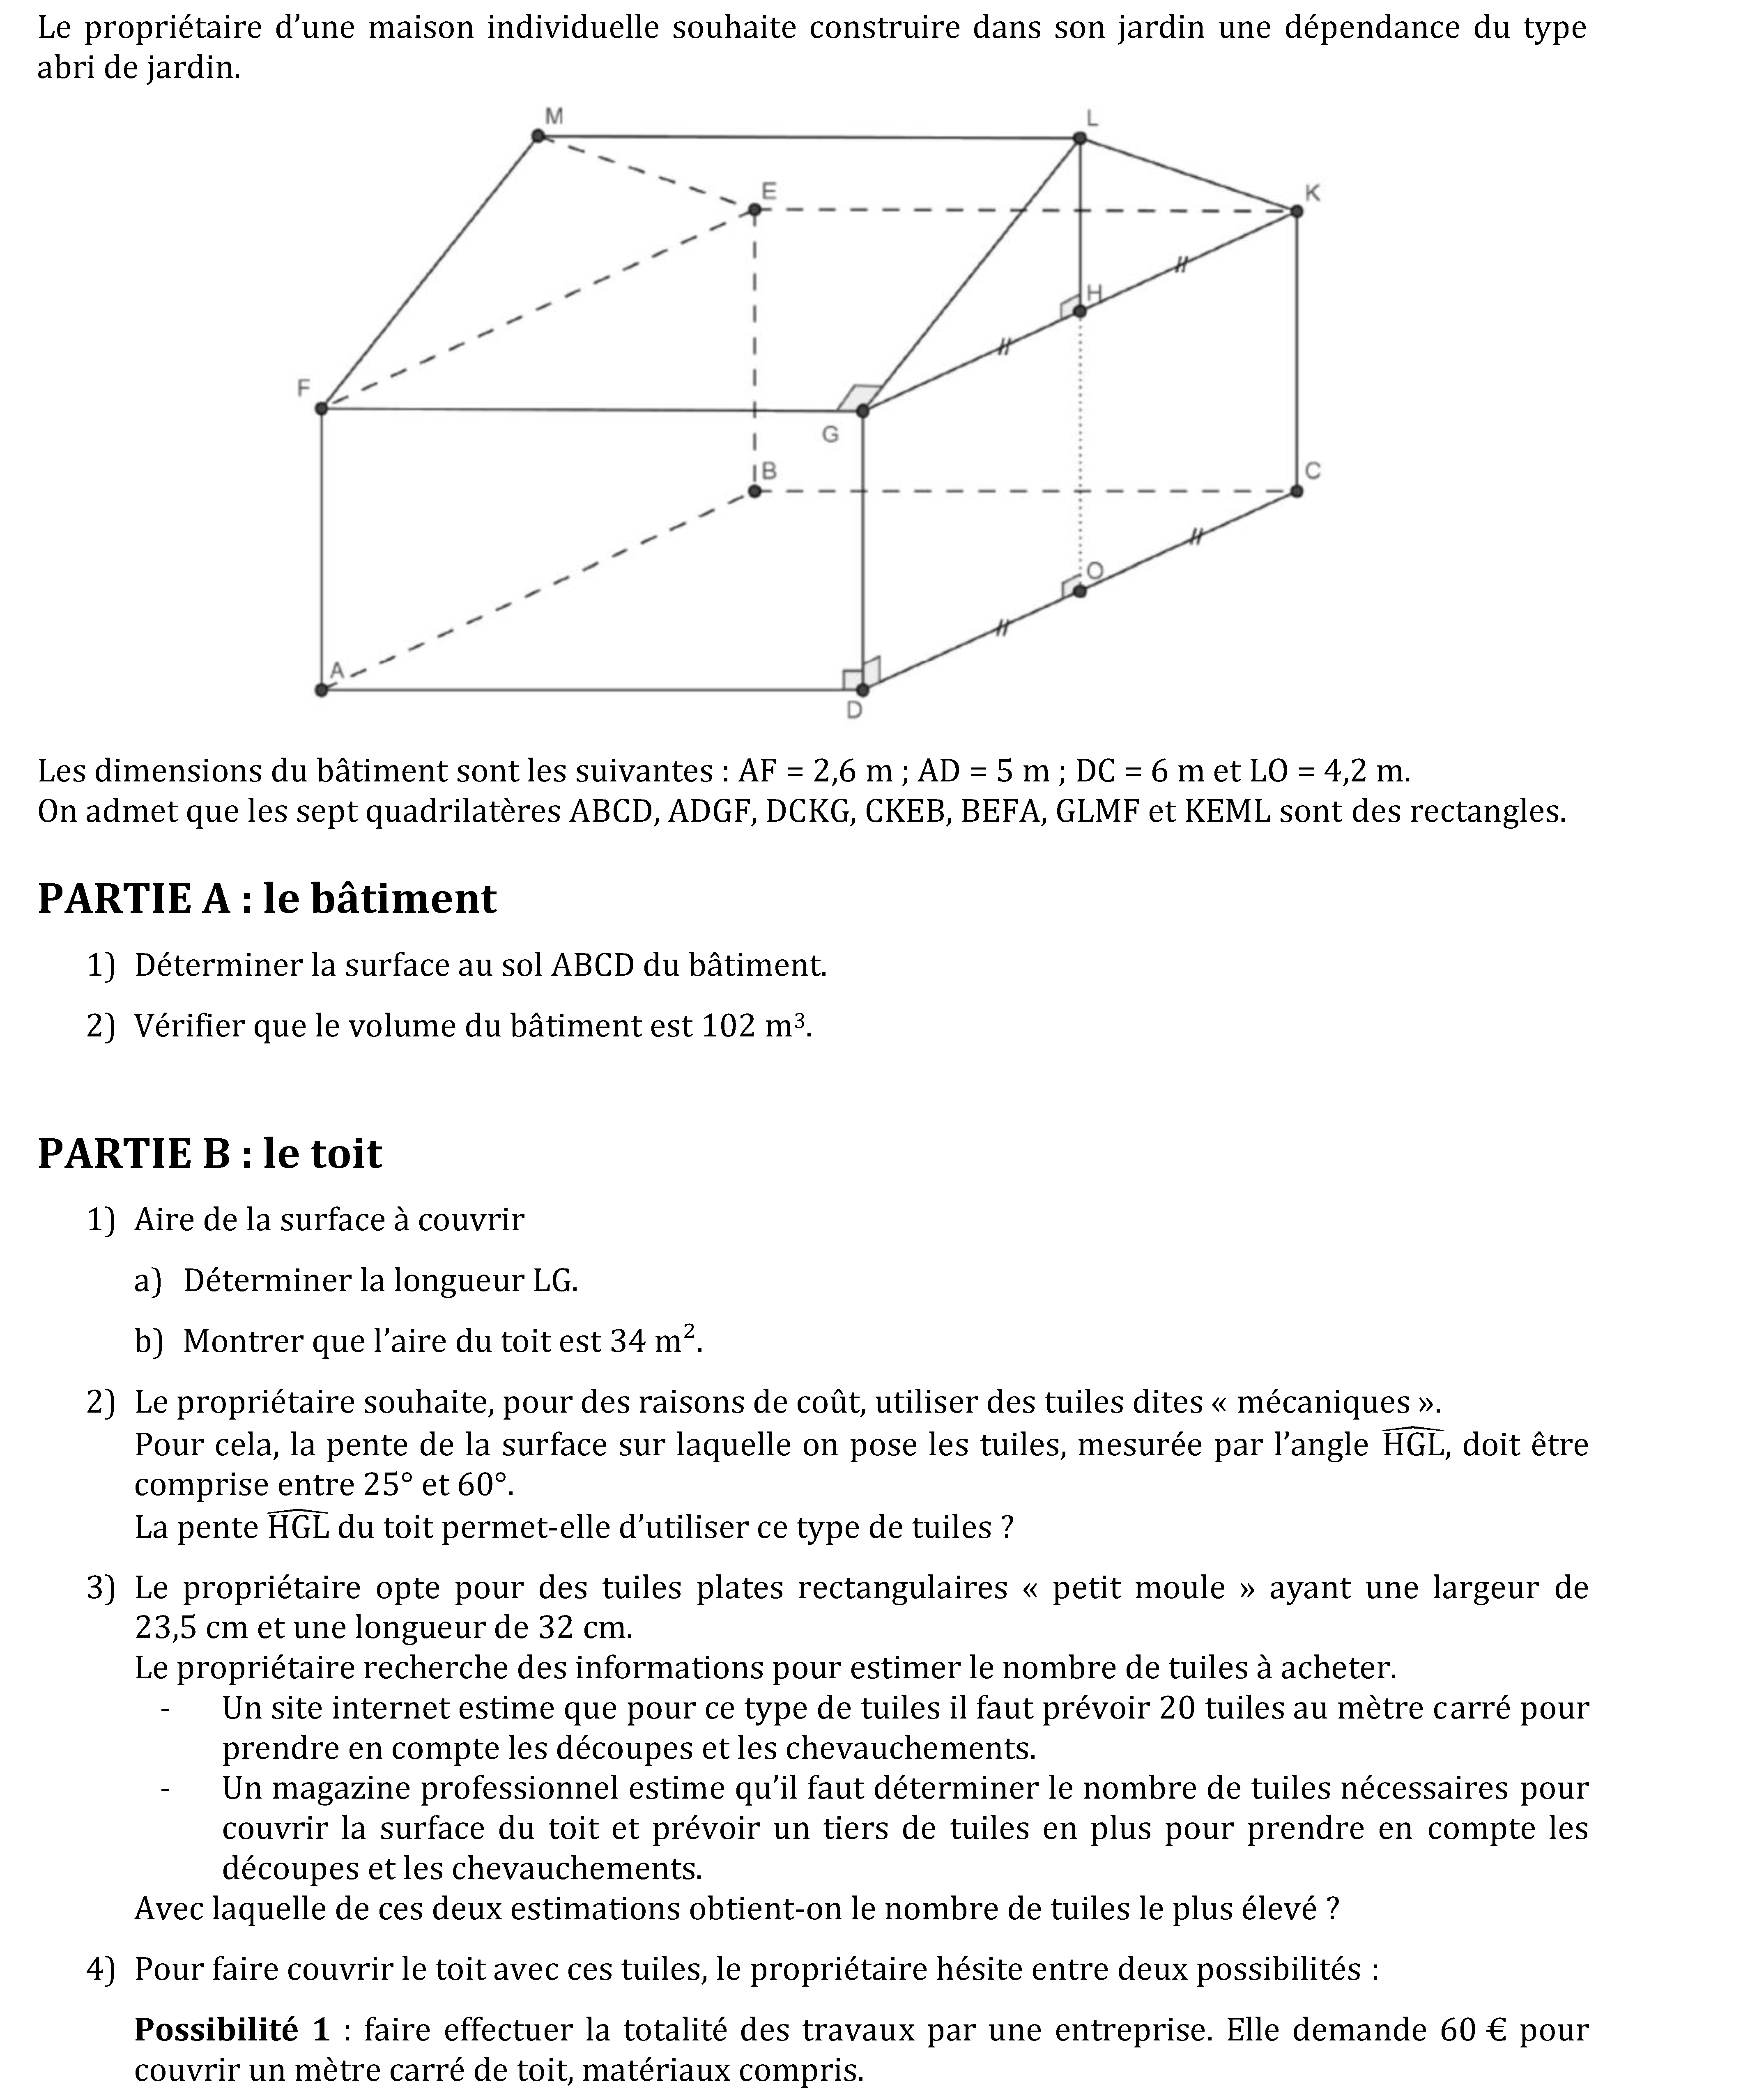 Le propriétaire d’une maison individuelle souhaite construire dans son jardin une dépendance du type
abri de jardin.
M
L
E
K
H
F
G
B
C
O
A
D
Les dimensions du bâtiment sont les suivantes : AF = 2,6 m ; AD = 5 m ; DC = 6 m et LO = 4,2 m.
On admet que les sept quadrilatères ABCD, ADGF, DCKG, CKEB, BEFA, GLMF et KEML sont des rectangles.
PARTIE A : le bâtiment
1) Déterminer la surface au sol ABCD du bâtiment.
2) Vérifier que le volume du bâtiment est 102 m³.
PARTIE B : le toit
1) Aire de la surface à couvrir
a) Déterminer la longueur LG.
b) Montrer que l’aire du toit est 34 m².
2) Le propriétaire souhaite, pour des raisons de coût, utiliser des tuiles dites « mécaniques ».
Pour cela, la pente de la surface sur laquelle on pose les tuiles, mesurée par l’angle HGL, doit être
comprise entre 25° et 60°.
La pente HGL du toit permet-elle d’utiliser ce type de tuiles ?
3) Le propriétaire opte pour des tuiles plates rectangulaires « petit moule » ayant une largeur de
23,5 cm et une longueur de 32 cm.
Le propriétaire recherche des informations pour estimer le nombre de tuiles à acheter.
- Un site internet estime que pour ce type de tuiles il faut prévoir 20 tuiles au mètre carré pour
prendre en compte les découpes et les chevauchements.
- Un magazine professionnel estime qu’il faut déterminer le nombre de tuiles nécessaires pour
couvrir la surface du toit et prévoir un tiers de tuiles en plus pour prendre en compte les
découpes et les chevauchements.
Avec laquelle de ces deux estimations obtient-on le nombre de tuiles le plus élevé ?
4) Pour faire couvrir le toit avec ces tuiles, le propriétaire hésite entre deux possibilités :
Possibilité 1 : faire effectuer la totalité des travaux par une entreprise. Elle demande 60 € pour
couvrir un mètre carré de toit, matériaux compris.